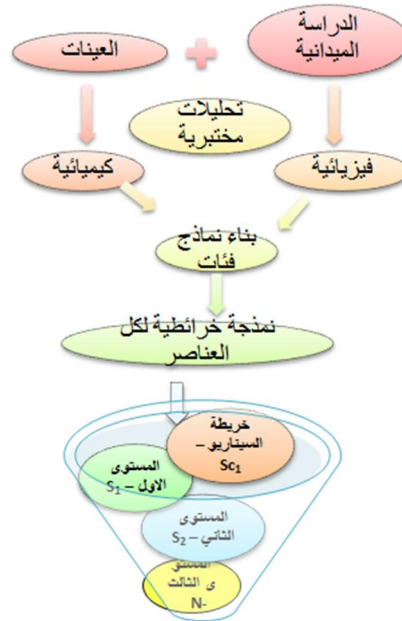 الدراسة
الميدانية
العينات
تحليلات
مختبرية
فيزيائية
كيميائية
بناء نماذج
فئات
نمذجة خرائطية لكل
العناصر
خريطة
السيناريو –
Sc1
المستوى
الاول – S1
المستوى
الثاني – S2
المستو
ى الثالث
N-